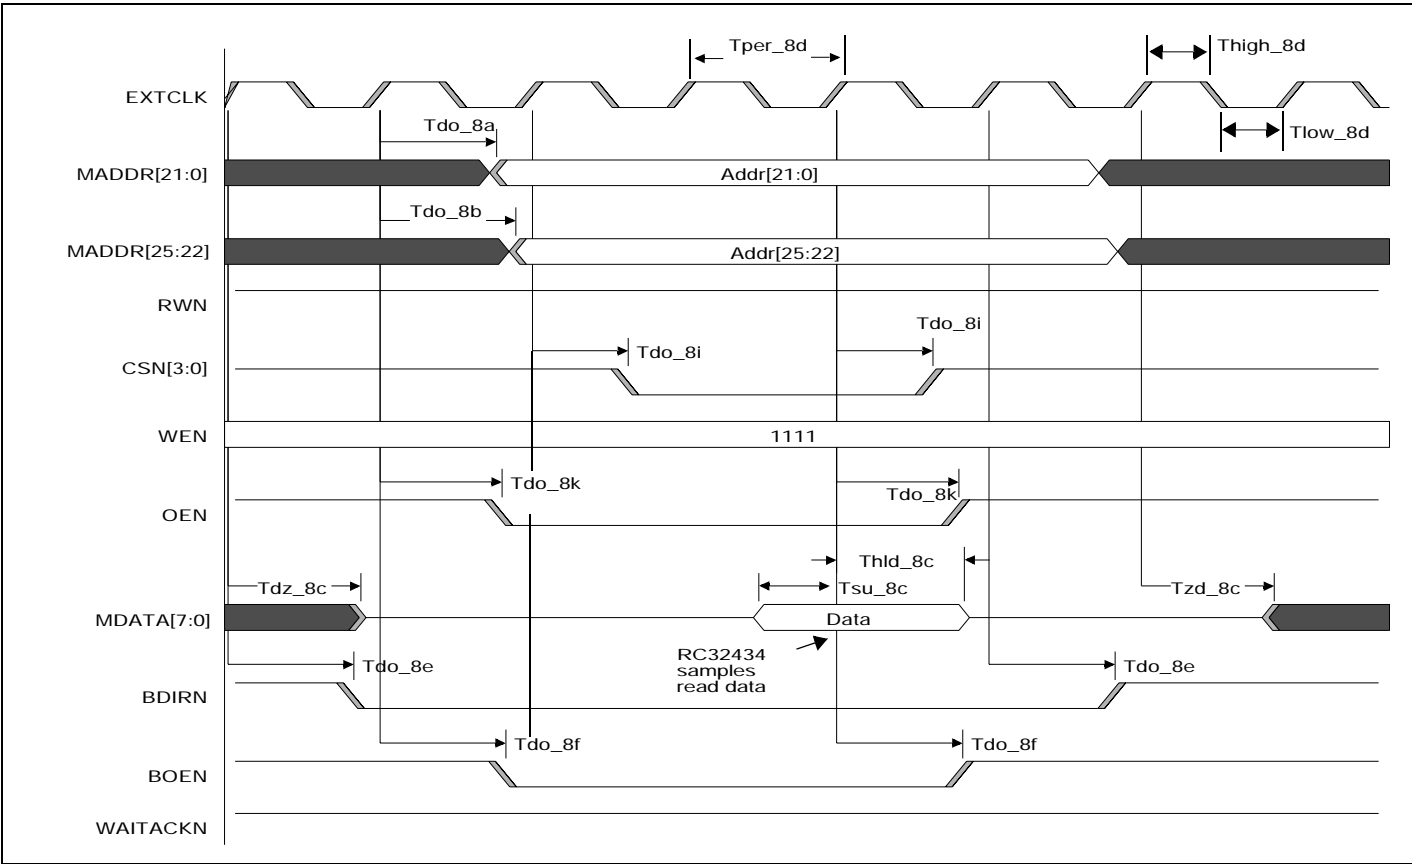 Tper_8d
Thigh_8d
EXTCLK
Tdo_8a
Tlow_8d
MADDR[21:0]
Addr[21:0]
Tdo_8b
MADDR[25:22]
Addr[25:22]
RWN
Tdo_8i
Tdo_8i
CSN[3:0]
WEN
1111
Tdo_8k
Tdo_8k
OEN
Thld_8c
Tdz_8c
Tsu_8c
Tzd_8c
MDATA[7:0]
Data
RC32434
samples
read data
Tdo_8e
Tdo_8e
BDIRN
Tdo_8f
Tdo_8f
BOEN
WAITACKN